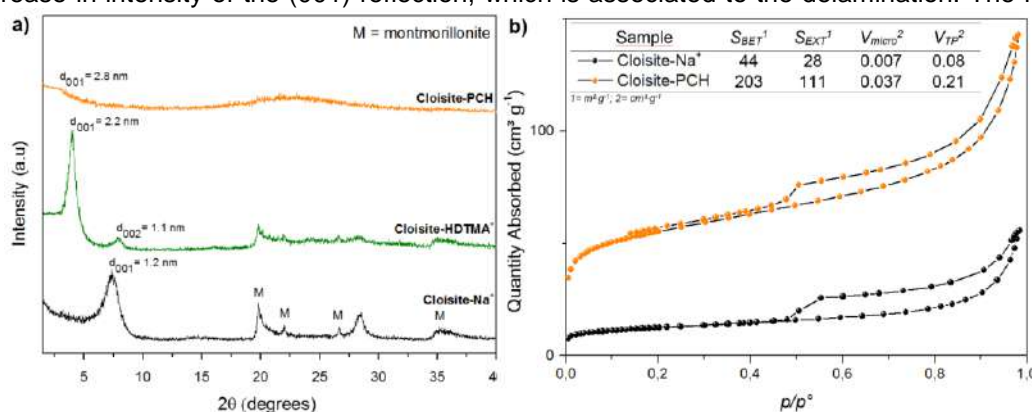 in intensity of the (001) reflection, which is associated to the delamination. The
a)
M = montmorillonite
d001 = 2.8 nm
Cloisite-PCH
d001 = 2.2 nm
d002 = 1.1 nm
Cloisite-HDTMA+
d001 = 1.2 nm
Cloisite-Na+
M
M
M
M
Intensity (a.u)
5 10 15 20 25 30 35 40
2θ (degrees)
b)
Sample SBET1 SEXT1 Vmicro2 VTP2
Cloisite-Na+ 44 28 0.007 0.08
Cloisite-PCH 203 111 0.037 0.21
1= m²·g-1; 2= cm³·g-1
Quantity Absorbed (cm³ g-1)
100
0
0,0 0,2 0,4 0,6 0,8 1,0
p/p°